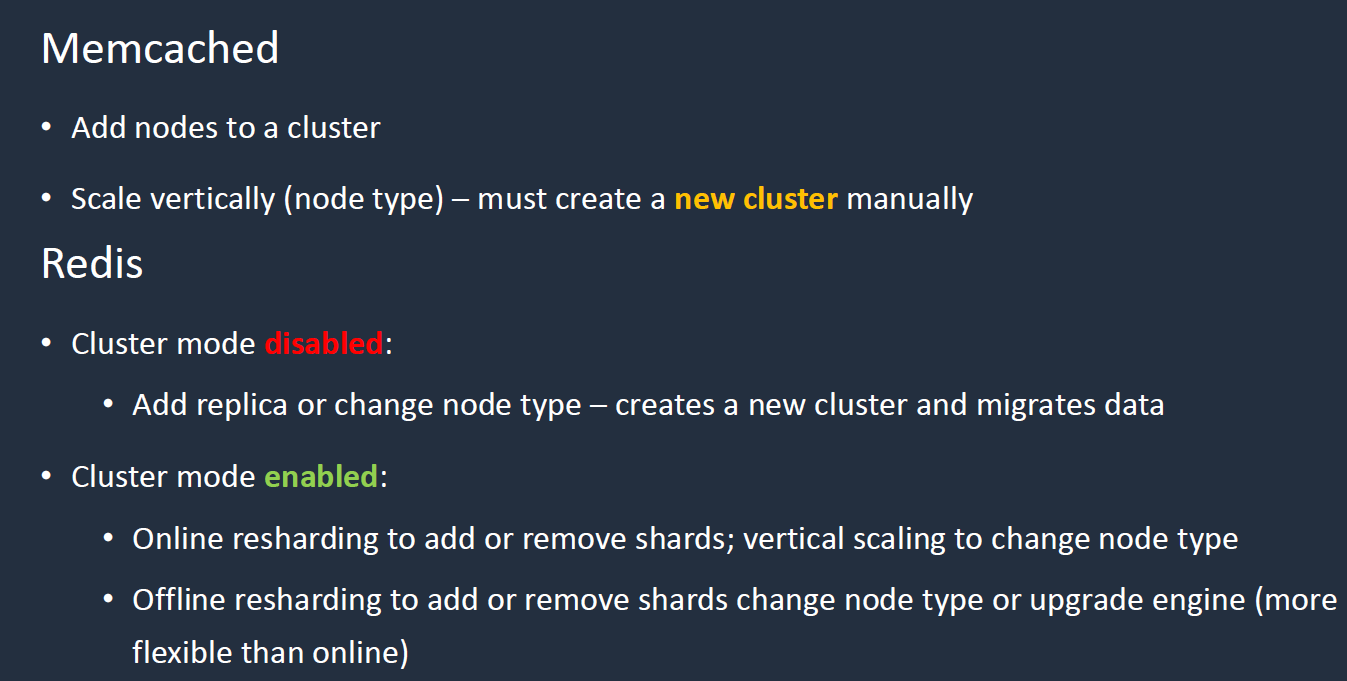 Memcached
• Add nodes to a cluster
• Scale vertically (node type) – must create a new cluster manually
Redis
• Cluster mode disabled:
• Add replica or change node type – creates a new cluster and migrates data
• Cluster mode enabled:
• Online resharding to add or remove shards; vertical scaling to change node type
• Offline resharding to add or remove shards change node type or upgrade engine (more
flexible than online)